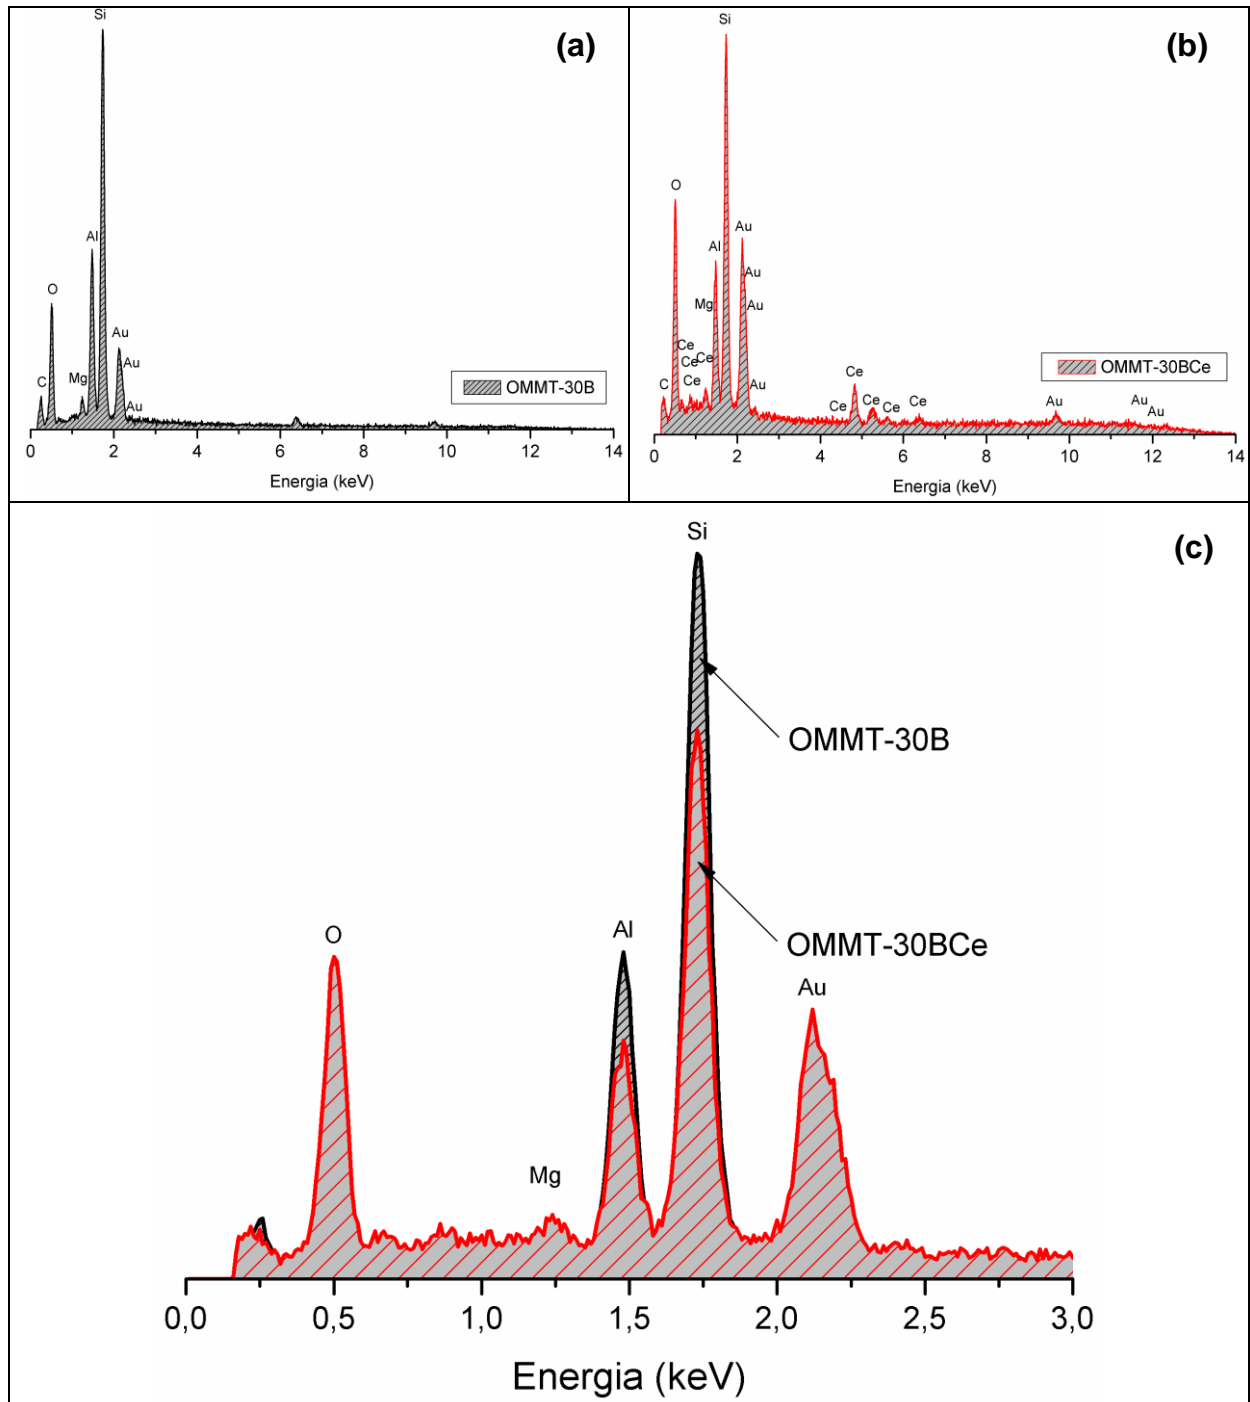 (a)
Si
Al
O
Au
Au
C
Mg
Au
OMMT-30B
0 2 4 6 8 10 12 14
Energia (keV)
(b)
Si
O
Au
Al
Au
Mg
Au
Ce
Ce
Ce
C
Ce
Au
Ce
Ce
Ce
Ce
Ce
Au
Au
Au
OMMT-30BCe
0 2 4 6 8 10 12 14
Energia (keV)
(c)
Si
OMMT-30B
O
Al
OMMT-30BCe
Au
Mg
0,0 0,5 1,0 1,5 2,0 2,5 3,0
Energia (keV)